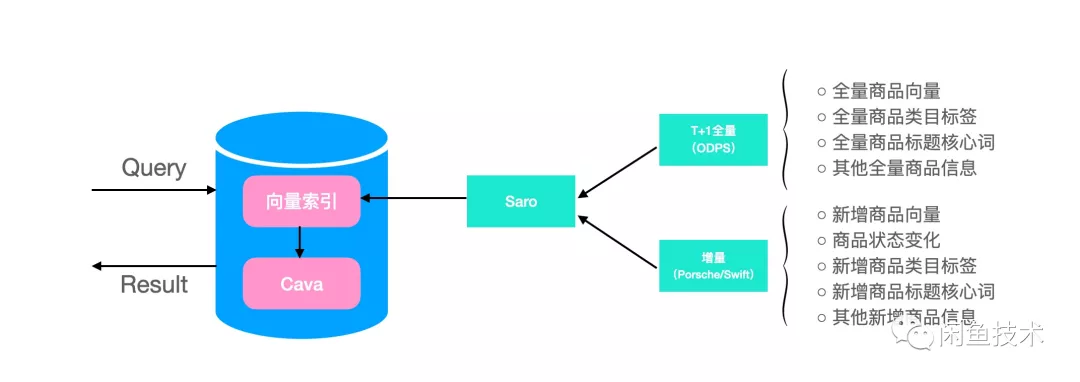 Query
Result
向量索引
Cava
Saro
T+1全量
（ODPS）
增量
（Porsche/Swift）
○ 全量商品向量
○ 全量商品类目标签
○ 全量商品标题核心词
○ 其他全量商品信息
○ 新增商品向量
○ 商品状态变化
○ 新增商品类目标签
○ 新增商品标题核心词
○ 其他新增商品信息
闲鱼技术